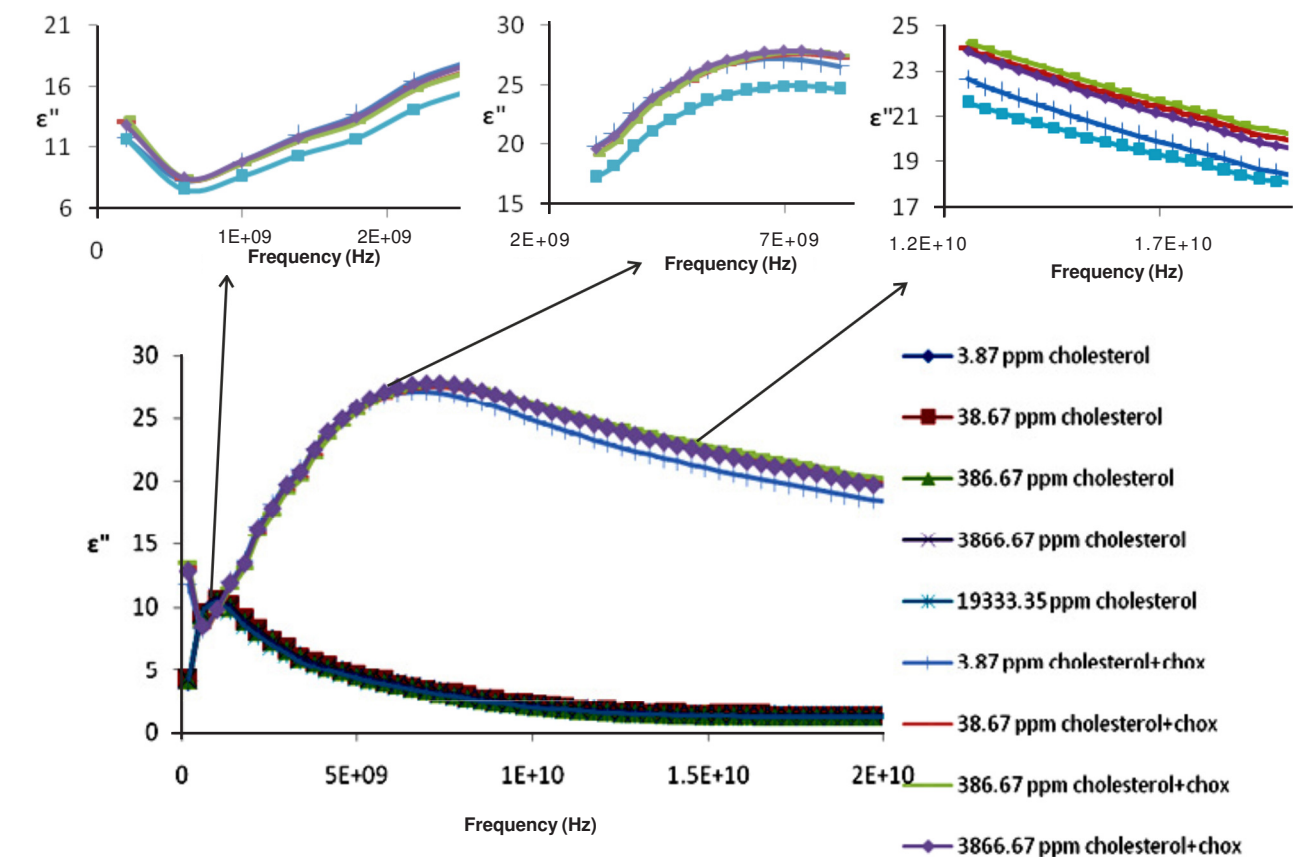 21
16
11
6
ε"
0
1E+09
2E+09
Frequency (Hz)
30
25
20
15
ε"
2E+09
7E+09
Frequency (Hz)
25
23
21
19
17
ε"
1.2E+10
1.7E+10
Frequency (Hz)
30
25
20
15
10
5
0
ε"
0
5E+09
1E+10
1.5E+10
2E+10
Frequency (Hz)
3.87 ppm cholesterol
38.67 ppm cholesterol
386.67 ppm cholesterol
3866.67 ppm cholesterol
19333.35 ppm cholesterol
3.87 ppm cholesterol+chox
38.67 ppm cholesterol+chox
386.67 ppm cholesterol+chox
3866.67 ppm cholesterol+chox